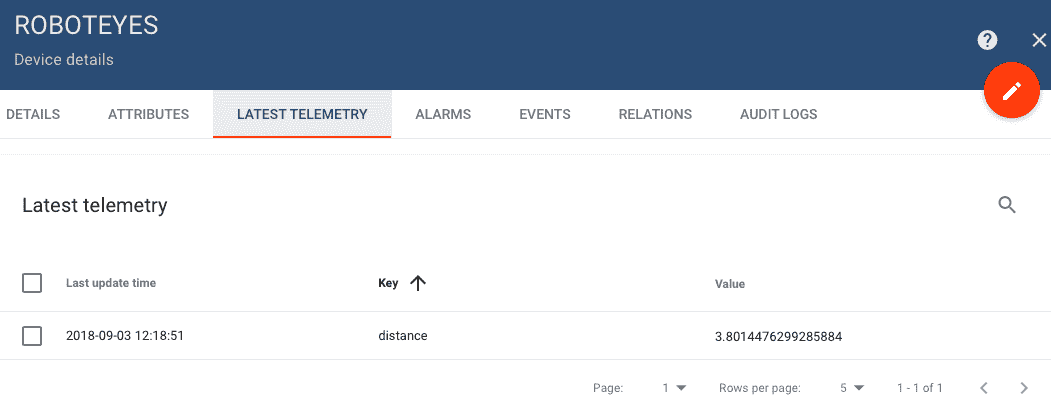 ROBOTEYES
Device details
DETAILS ATTRIBUTES LATEST TELEMETRY ALARMS EVENTS RELATIONS AUDIT LOGS
Latest telemetry
Last update time Key Value
2018-09-03 12:18:51 distance 3.8014476299285884
Page: 1 Rows per page: 5 1 - 1 of 1